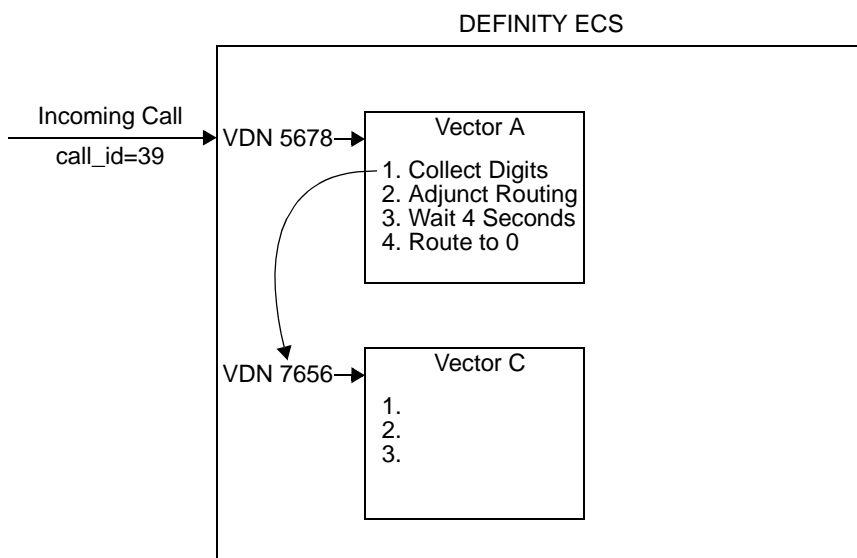 DEFINITY ECS
Incoming Call
call_id=39
VDN 5678
Vector A
1. Collect Digits
2. Adjunct Routing
3. Wait 4 Seconds
4. Route to 0
VDN 7656
Vector C
1.
2.
3.